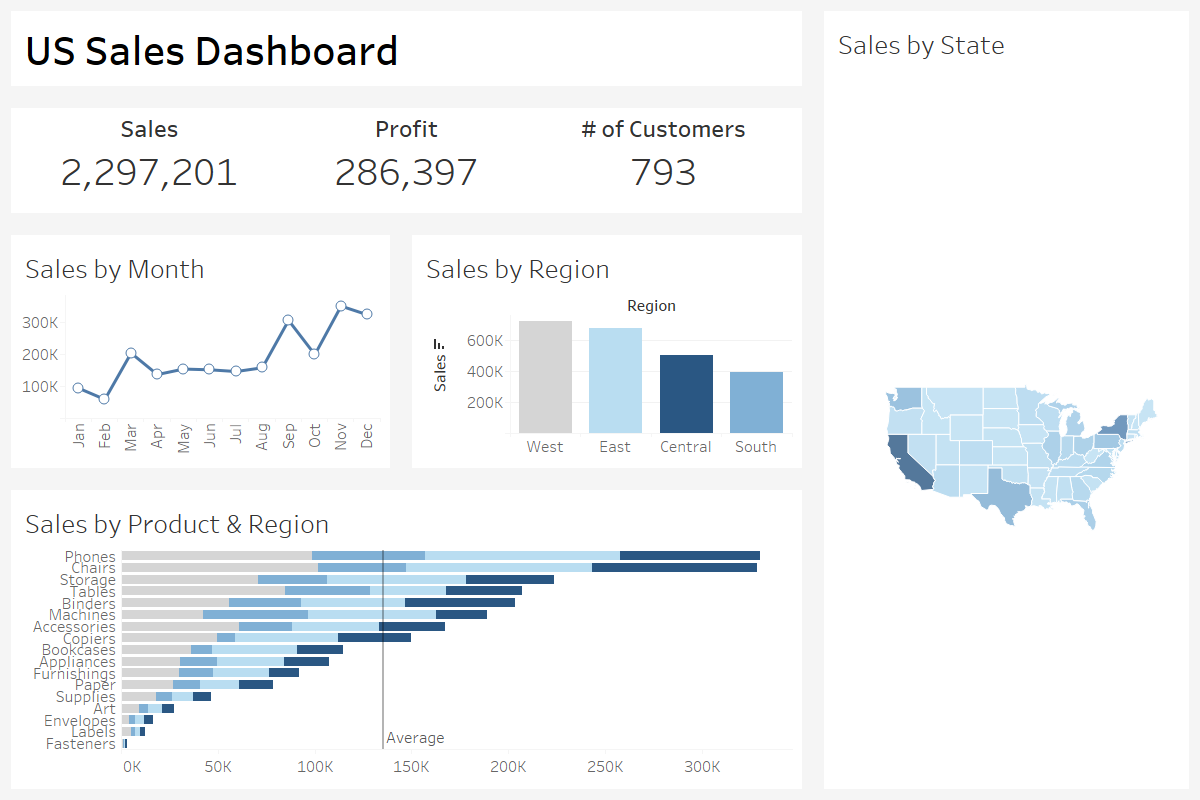 US Sales Dashboard
Sales Profit # of Customers
2,297,201 286,397 793
Sales by Month
300K
200K
100K
Jan Feb Mar Apr May Jun Jul Aug Sep Oct Nov Dec
Sales by Region
Region
Sales
600K
400K
200K
West East Central South
Sales by Product & Region
Phones
Chairs
Storage
Tables
Binders
Machines
Accessories
Copiers
Bookcases
Appliances
Furnishings
Paper
Supplies
Art
Envelopes
Labels
Fasteners
Average
0K 50K 100K 150K 200K 250K 300K
Sales by State